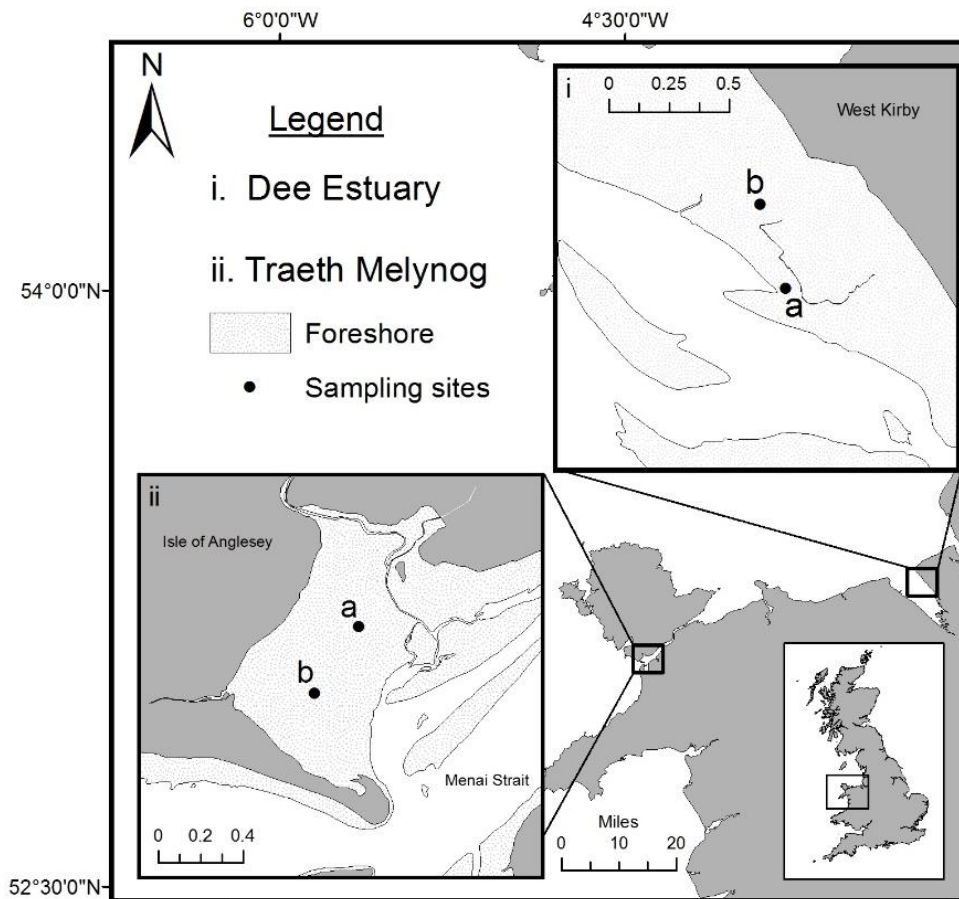 6°0'0"W
4°30'0"W
54°0'0"N
52°30'0"N
N
Legend
i. Dee Estuary
ii. Traeth Melynog
Foreshore
Sampling sites
i
0 0.25 0.5
West Kirby
b
a
ii
Isle of Anglesey
a
b
Menai Strait
0 0.2 0.4
Miles
0 10 20